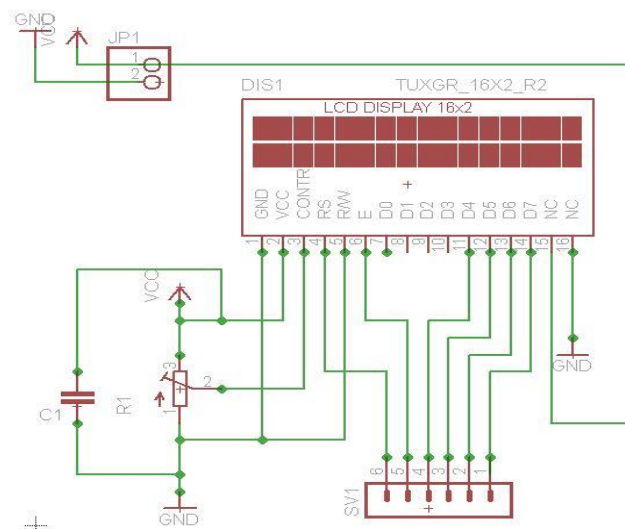 GND
VCC
JP1
1
2
DIS1
TUXGR_16X2_R2
LCD DISPLAY 16x2
GND
VCC
CONTR
RS
R/W
E
D0
D1
D2
D3
D4
D5
D6
D7
NC
NC
1
2
3
4
5
6
7
8
9
10
11
12
13
14
15
16
VCC
GND
3
2
1
R1
C1
GND
6
5
4
3
2
1
SV1